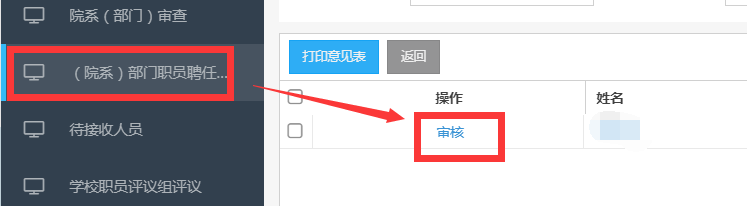 院系（部门）审查
（院系）部门职员聘任...
待接收人员
学校职员评议组评议
打印意见表 返回
操作 姓名
审核